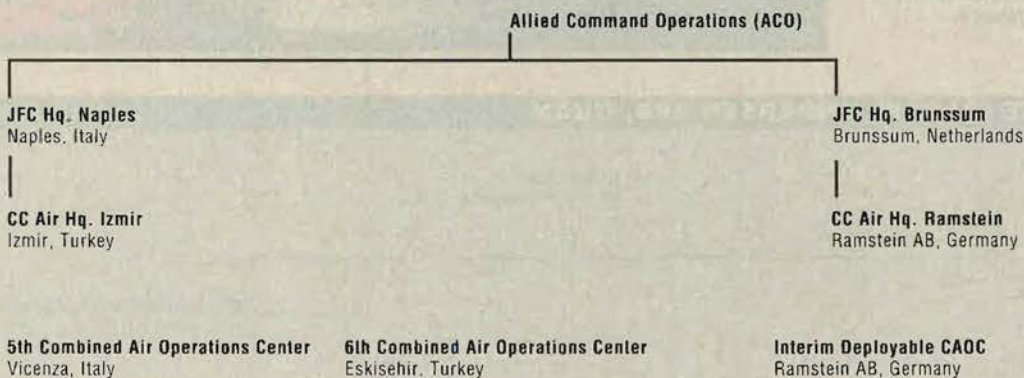 Allied Command Operations (ACO)
JFC Hq. Naples
Naples, Italy
JFC Hq. Brunssum
Brunssum, Netherlands
CC Air Hq. Izmir
Izmir, Turkey
CC Air Hq. Ramstein
Ramstein AB, Germany
5th Combined Air Operations Center
Vicenza, Italy
6th Combined Air Operations Center
Eskisehir, Turkey
Interim Deployable CAOC
Ramstein AB, Germany